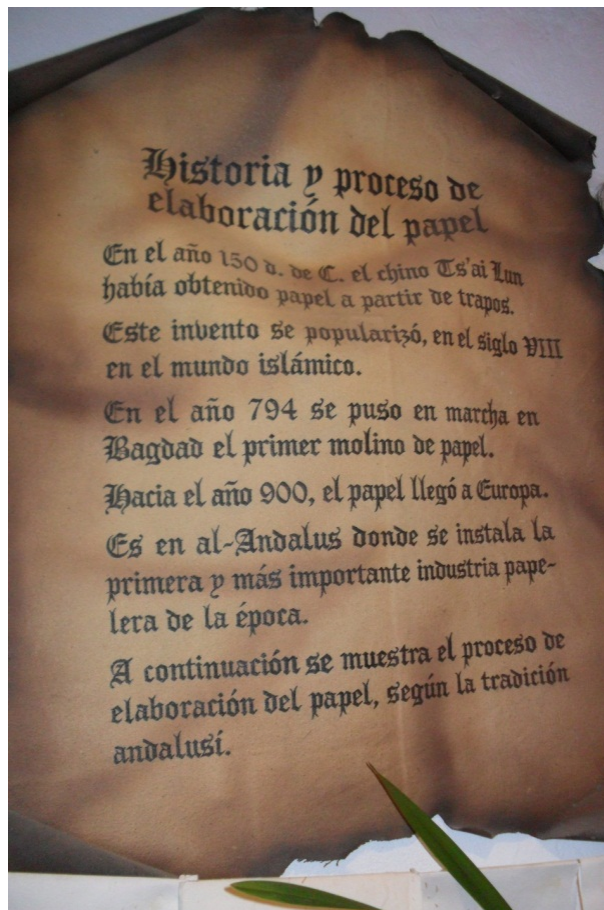 Historia y proceso de
elaboración del papel
En el año 150 d. de C. el chino Ts'ai Lun
había obtenido papel a partir de trapos.
Este invento se popularizó, en el siglo VIII
en el mundo islámico.
En el año 794 se puso en marcha en
Bagdad el primer molino de papel.
Hacia el año 900, el papel llegó a Europa.
Es en al-Andalus donde se instala la
primera y más importante industria pape-
lera de la época.
A continuación se muestra el proceso de
elaboración del papel, según la tradición
andalusí.